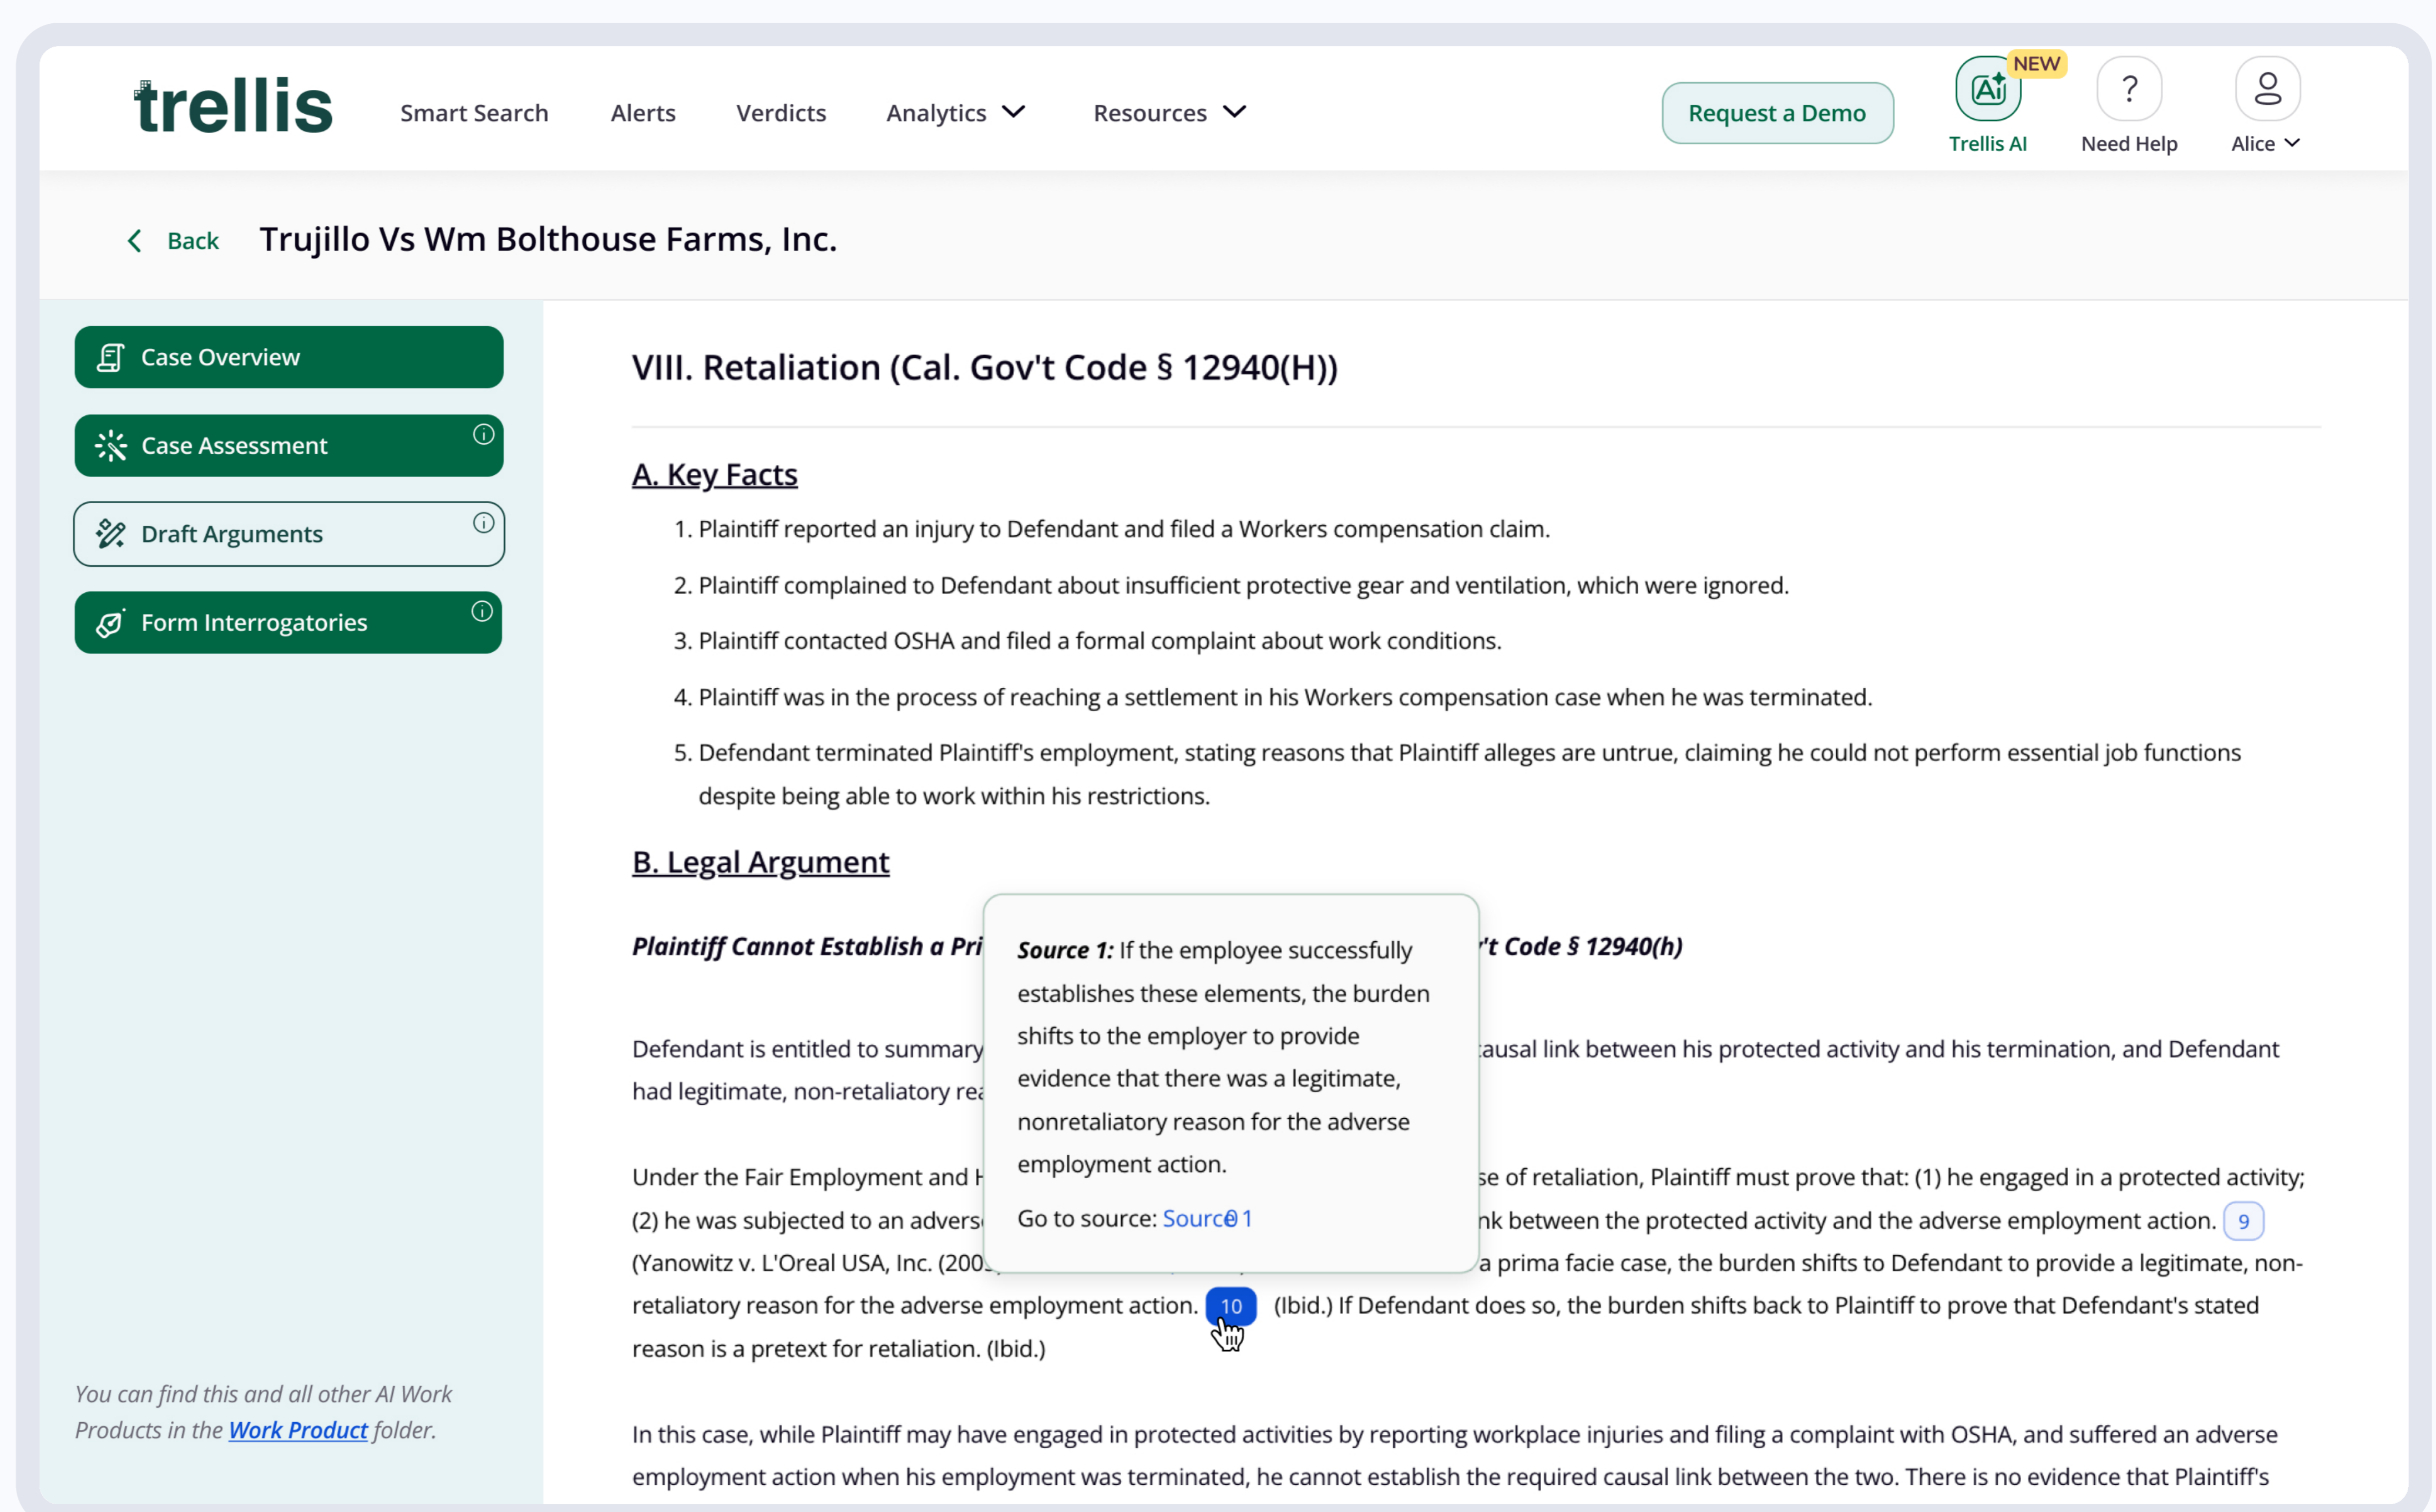 trellis
Smart Search
Alerts
Verdicts
Analytics
Resources
Request a Demo
Ai
NEW
Trellis AI
?
Need Help
Alice
Back
Trujillo Vs Wm Bolthouse Farms, Inc.
Case Overview
Case Assessment
Draft Arguments
Form Interrogatories
You can find this and all other AI Work
Products in the Work Product folder.
VIII. Retaliation (Cal. Gov't Code § 12940(H))
A. Key Facts
1. Plaintiff reported an injury to Defendant and filed a Workers compensation claim.
2. Plaintiff complained to Defendant about insufficient protective gear and ventilation, which were ignored.
3. Plaintiff contacted OSHA and filed a formal complaint about work conditions.
4. Plaintiff was in the process of reaching a settlement in his Workers compensation case when he was terminated.
5. Defendant terminated Plaintiff's employment, stating reasons that Plaintiff alleges are untrue, claiming he could not perform essential job functions
despite being able to work within his restrictions.
B. Legal Argument
Plaintiff Cannot Establish a 't Code § 12940(h)
Defendant is entitled to summary link between his protected activity and his termination, and Defendant
had legitimate, non-retaliatory
Under the Fair Employment and of retaliation, Plaintiff must prove that: (1) he engaged in a protected activity;
(2) he was subjected to an between the protected activity and the adverse employment action. 9
(Yanowitz v. L'Oreal USA, Inc. a prima facie case, the burden shifts to Defendant to provide a legitimate, non-
retaliatory reason for the adverse employment action. 10 (Ibid.) If Defendant does so, the burden shifts back to Plaintiff to prove that Defendant's stated
reason is a pretext for retaliation. (Ibid.)
In this case, while Plaintiff may have engaged in protected activities by reporting workplace injuries and filing a complaint with OSHA, and suffered an adverse
employment action when his employment was terminated, he cannot establish the required causal link between the two. There is no evidence that Plaintiff's
Source 1: If the employee successfully
establishes these elements, the burden
shifts to the employer to provide
evidence that there was a legitimate,
nonretaliatory reason for the adverse
employment action.
Go to source: Source 1